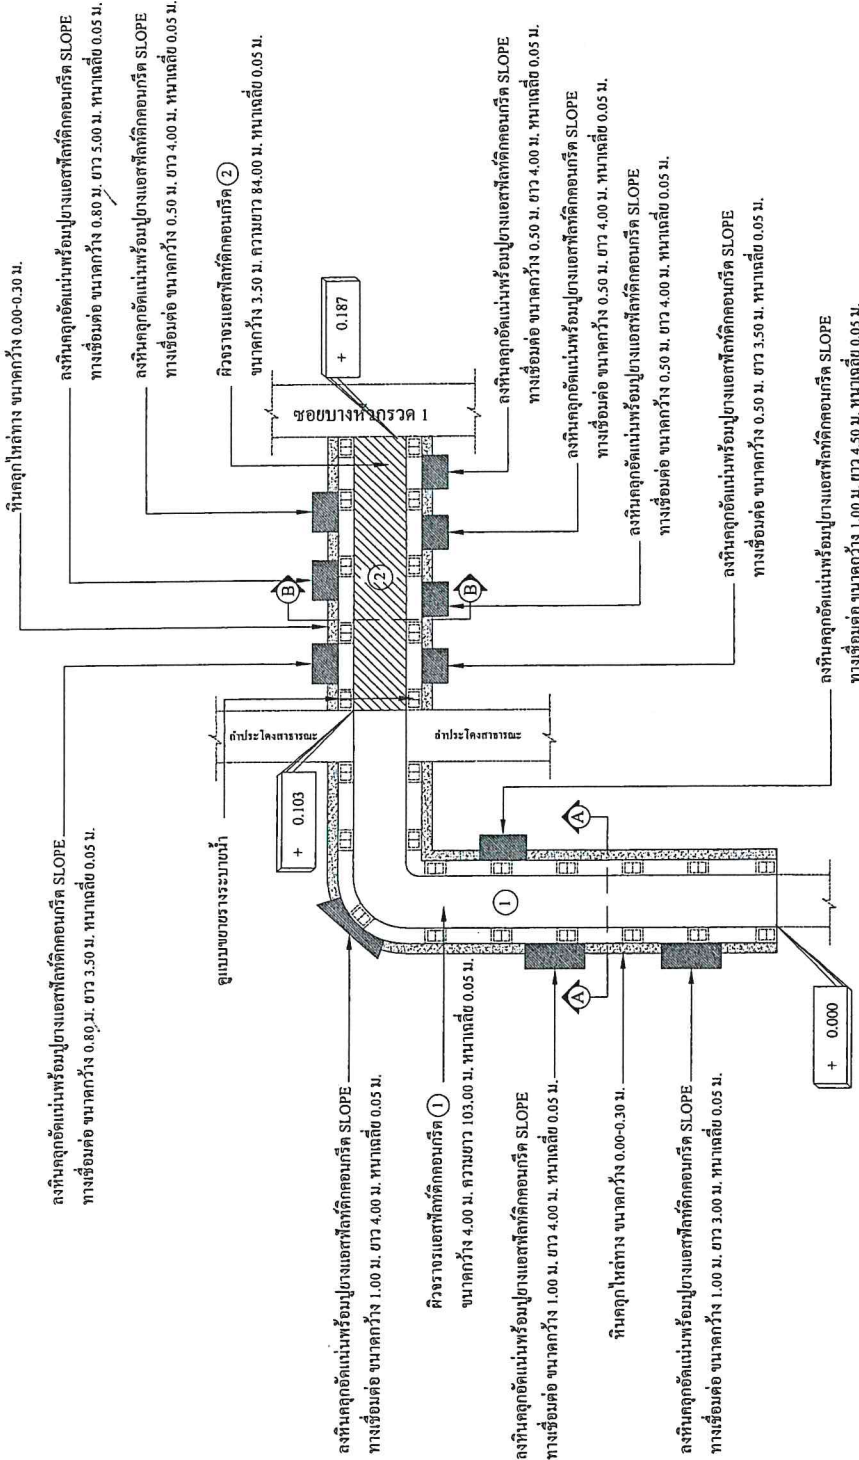 หินคลุกไหล่ทาง ขนาดกว้าง 0.00-0.30 ม.
ลงหินคลุกอัดแน่นพร้อมปูยางแอสฟัลท์ติกคอนกรีต SLOPE
ทางเชื่อมต่อ ขนาดกว้าง 0.80 ม. ยาว 5.00 ม. หนาเฉลี่ย 0.05 ม.
ลงหินคลุกอัดแน่นพร้อมปูยางแอสฟัลท์ติกคอนกรีต SLOPE
ทางเชื่อมต่อ ขนาดกว้าง 0.50 ม. ยาว 4.00 ม. หนาเฉลี่ย 0.05 ม.
ผิวจราจรแอสฟัลท์ติกคอนกรีต 2
ขนาดกว้าง 3.50 ม. ความยาว 84.00 ม. หนาเฉลี่ย 0.05 ม.
+ 0.187
ซอยบางหัวกรวด 1
ลงหินคลุกอัดแน่นพร้อมปูยางแอสฟัลท์ติกคอนกรีต SLOPE
ทางเชื่อมต่อ ขนาดกว้าง 0.50 ม. ยาว 4.00 ม. หนาเฉลี่ย 0.05 ม.
ลงหินคลุกอัดแน่นพร้อมปูยางแอสฟัลท์ติกคอนกรีต SLOPE
ทางเชื่อมต่อ ขนาดกว้าง 0.50 ม. ยาว 4.00 ม. หนาเฉลี่ย 0.05 ม.
ลงหินคลุกอัดแน่นพร้อมปูยางแอสฟัลท์ติกคอนกรีต SLOPE
ทางเชื่อมต่อ ขนาดกว้าง 0.50 ม. ยาว 4.00 ม. หนาเฉลี่ย 0.05 ม.
ลงหินคลุกอัดแน่นพร้อมปูยางแอสฟัลท์ติกคอนกรีต SLOPE
ทางเชื่อมต่อ ขนาดกว้าง 0.50 ม. ยาว 3.50 ม. หนาเฉลี่ย 0.05 ม.
ลงหินคลุกอัดแน่นพร้อมปูยางแอสฟัลท์ติกคอนกรีต SLOPE
ทางเชื่อมต่อ ขนาดกว้าง 1.00 ม. ยาว 4.50 ม. หนาเฉลี่ย 0.05 ม.
B
2
B
ลำประโดงสาธารณะ
ลำประโดงสาธารณะ
+ 0.103
ดูแบบขยายรางระบายน้ำ
ลงหินคลุกอัดแน่นพร้อมปูยางแอสฟัลท์ติกคอนกรีต SLOPE
ทางเชื่อมต่อ ขนาดกว้าง 0.80 ม. ยาว 3.50 ม. หนาเฉลี่ย 0.05 ม.
A
1
A
+ 0.000
ลงหินคลุกอัดแน่นพร้อมปูยางแอสฟัลท์ติกคอนกรีต SLOPE
ทางเชื่อมต่อ ขนาดกว้าง 1.00 ม. ยาว 4.00 ม. หนาเฉลี่ย 0.05 ม.
ผิวจราจรแอสฟัลท์ติกคอนกรีต 1
ขนาดกว้าง 4.00 ม. ความยาว 103.00 ม. หนาเฉลี่ย 0.05 ม.
ลงหินคลุกอัดแน่นพร้อมปูยางแอสฟัลท์ติกคอนกรีต SLOPE
ทางเชื่อมต่อ ขนาดกว้าง 1.00 ม. ยาว 4.00 ม. หนาเฉลี่ย 0.05 ม.
หินคลุกไหล่ทาง ขนาดกว้าง 0.00-0.30 ม.
ลงหินคลุกอัดแน่นพร้อมปูยางแอสฟัลท์ติกคอนกรีต SLOPE
ทางเชื่อมต่อ ขนาดกว้าง 1.00 ม. ยาว 3.00 ม. หนาเฉลี่ย 0.05 ม.